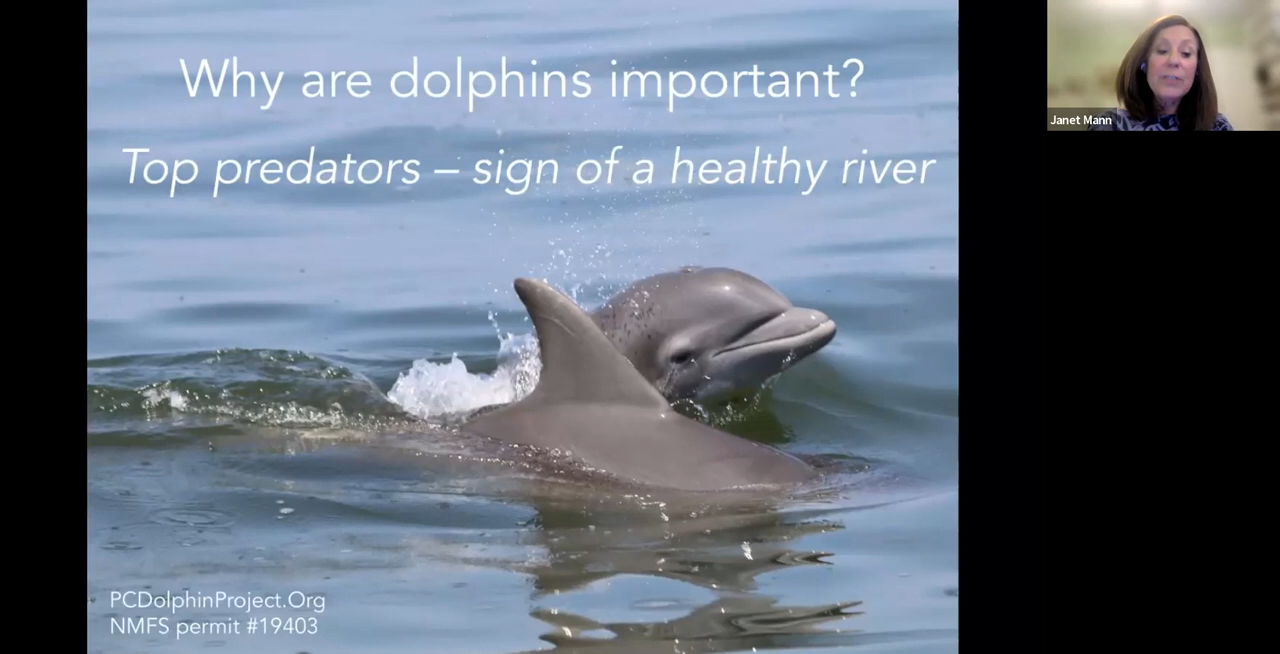 Why are dolphins important?
Top predators – sign of a healthy river
Janet Mann
PCDolphinProject.Org
NMFS permit #19403